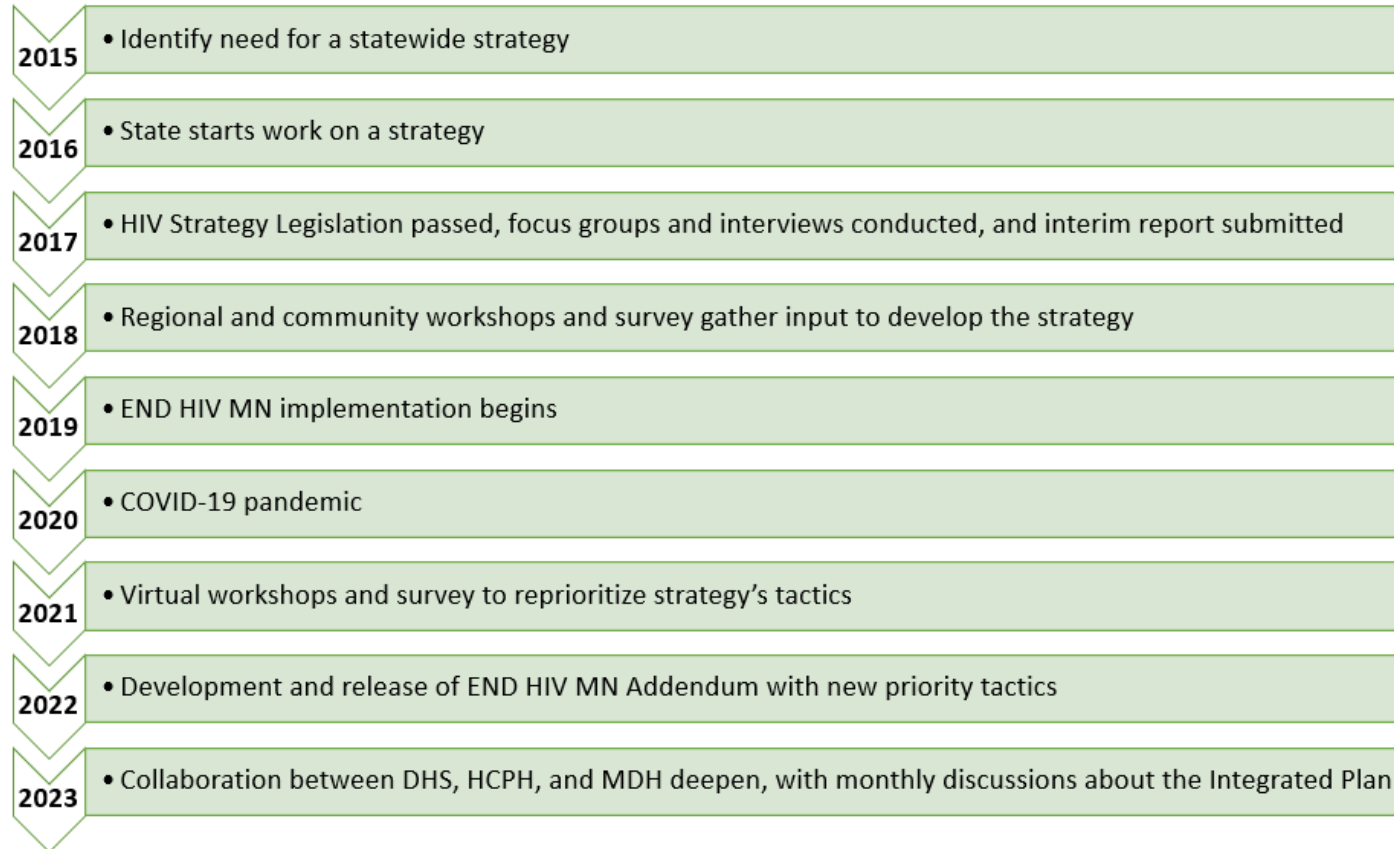 2015
• Identify need for a statewide strategy
2016
• State starts work on a strategy
2017
• HIV Strategy Legislation passed, focus groups and interviews conducted, and interim report submitted
2018
• Regional and community workshops and survey gather input to develop the strategy
2019
• END HIV MN implementation begins
2020
• COVID-19 pandemic
2021
• Virtual workshops and survey to reprioritize strategy’s tactics
2022
• Development and release of END HIV MN Addendum with new priority tactics
2023
• Collaboration between DHS, HCPH, and MDH deepen, with monthly discussions about the Integrated Plan